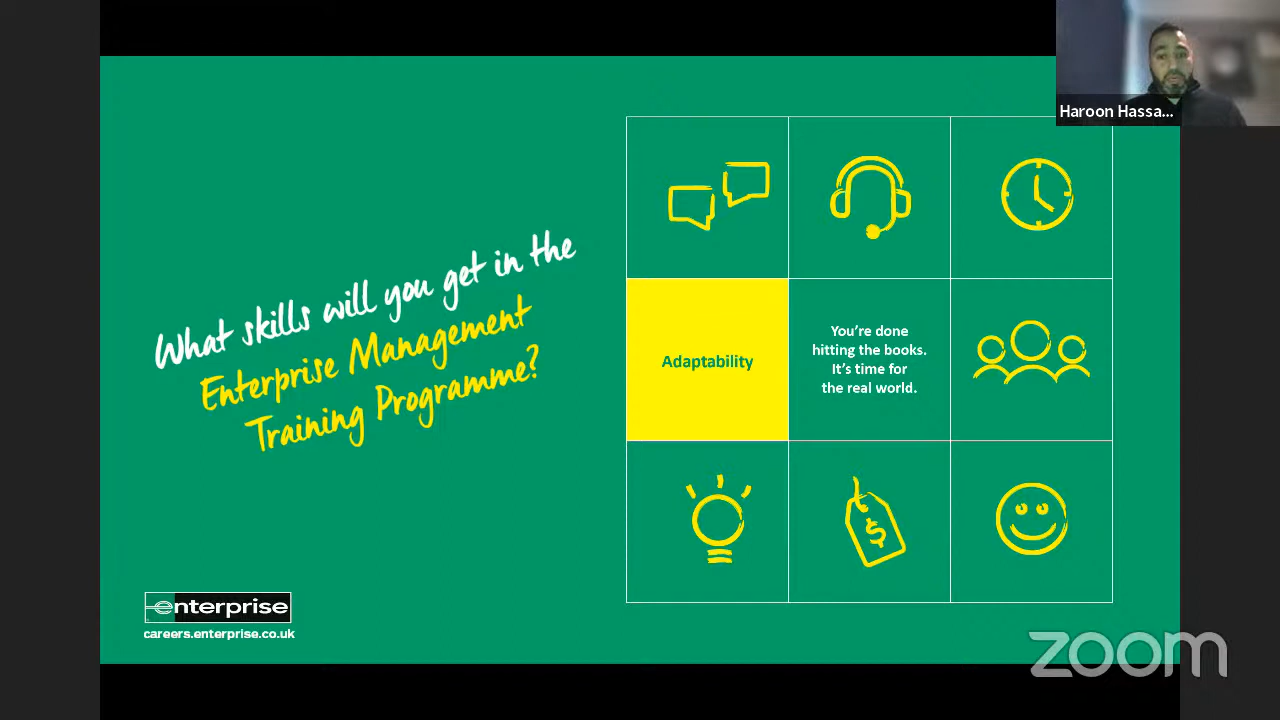 Haroon Hassa...
What skills will you get in the
Enterprise Management
Training Programme?
Adaptability
You're done
hitting the books.
It's time for
the real world.
$
enterprise
careers.enterprise.co.uk
zoom